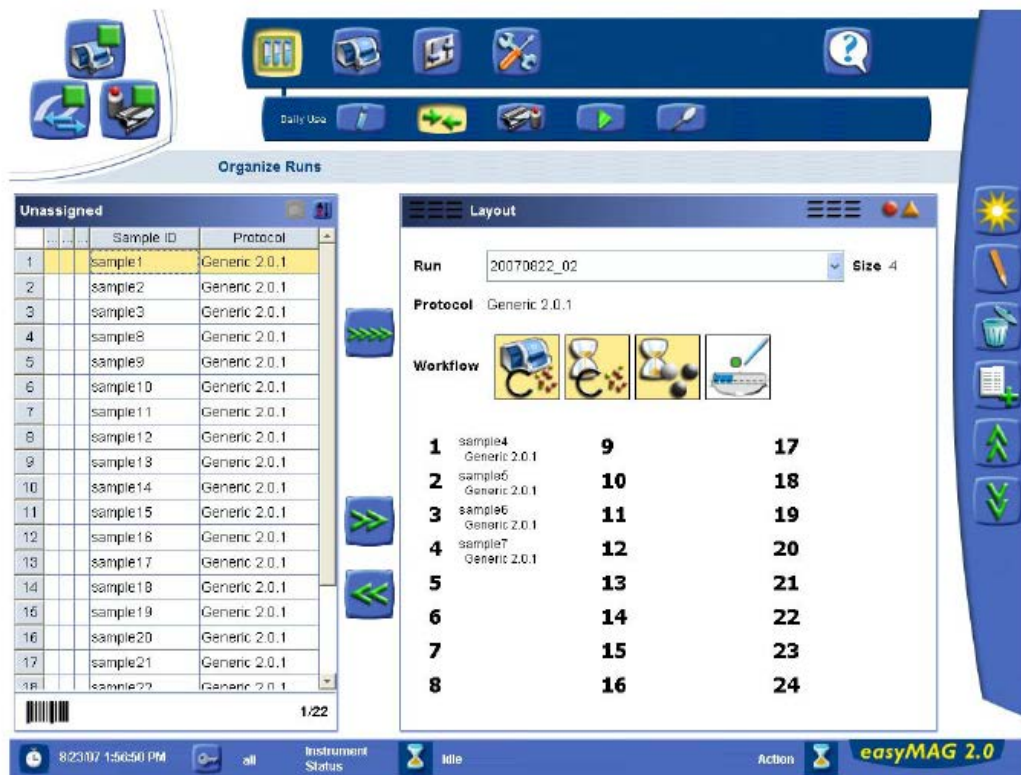 Daily Use
Organize Runs
Unassigned
... ... ... Sample ID Protocol
1 sample1 Generic 2.0.1
2 sample2 Generic 2.0.1
3 sample3 Generic 2.0.1
4 sample8 Generic 2.0.1
5 sample9 Generic 2.0.1
6 sample10 Generic 2.0.1
7 sample11 Generic 2.0.1
8 sample12 Generic 2.0.1
9 sample13 Generic 2.0.1
10 sample14 Generic 2.0.1
11 sample15 Generic 2.0.1
12 sample16 Generic 2.0.1
13 sample17 Generic 2.0.1
14 sample18 Generic 2.0.1
15 sample19 Generic 2.0.1
16 sample20 Generic 2.0.1
17 sample21 Generic 2.0.1
18 sample22 Generic 2.0.1
1/22
Layout
Run 20070822_02 Size 4
Protocol Generic 2.0.1
Workflow
1 sample4
Generic 2.0.1
2 sample5
Generic 2.0.1
3 sample6
Generic 2.0.1
4 sample7
Generic 2.0.1
5
6
7
8
9
10
11
12
13
14
15
16
17
18
19
20
21
22
23
24
8/23/07 1:56:50 PM all Instrument
Status Idle Action easyMAG 2.0